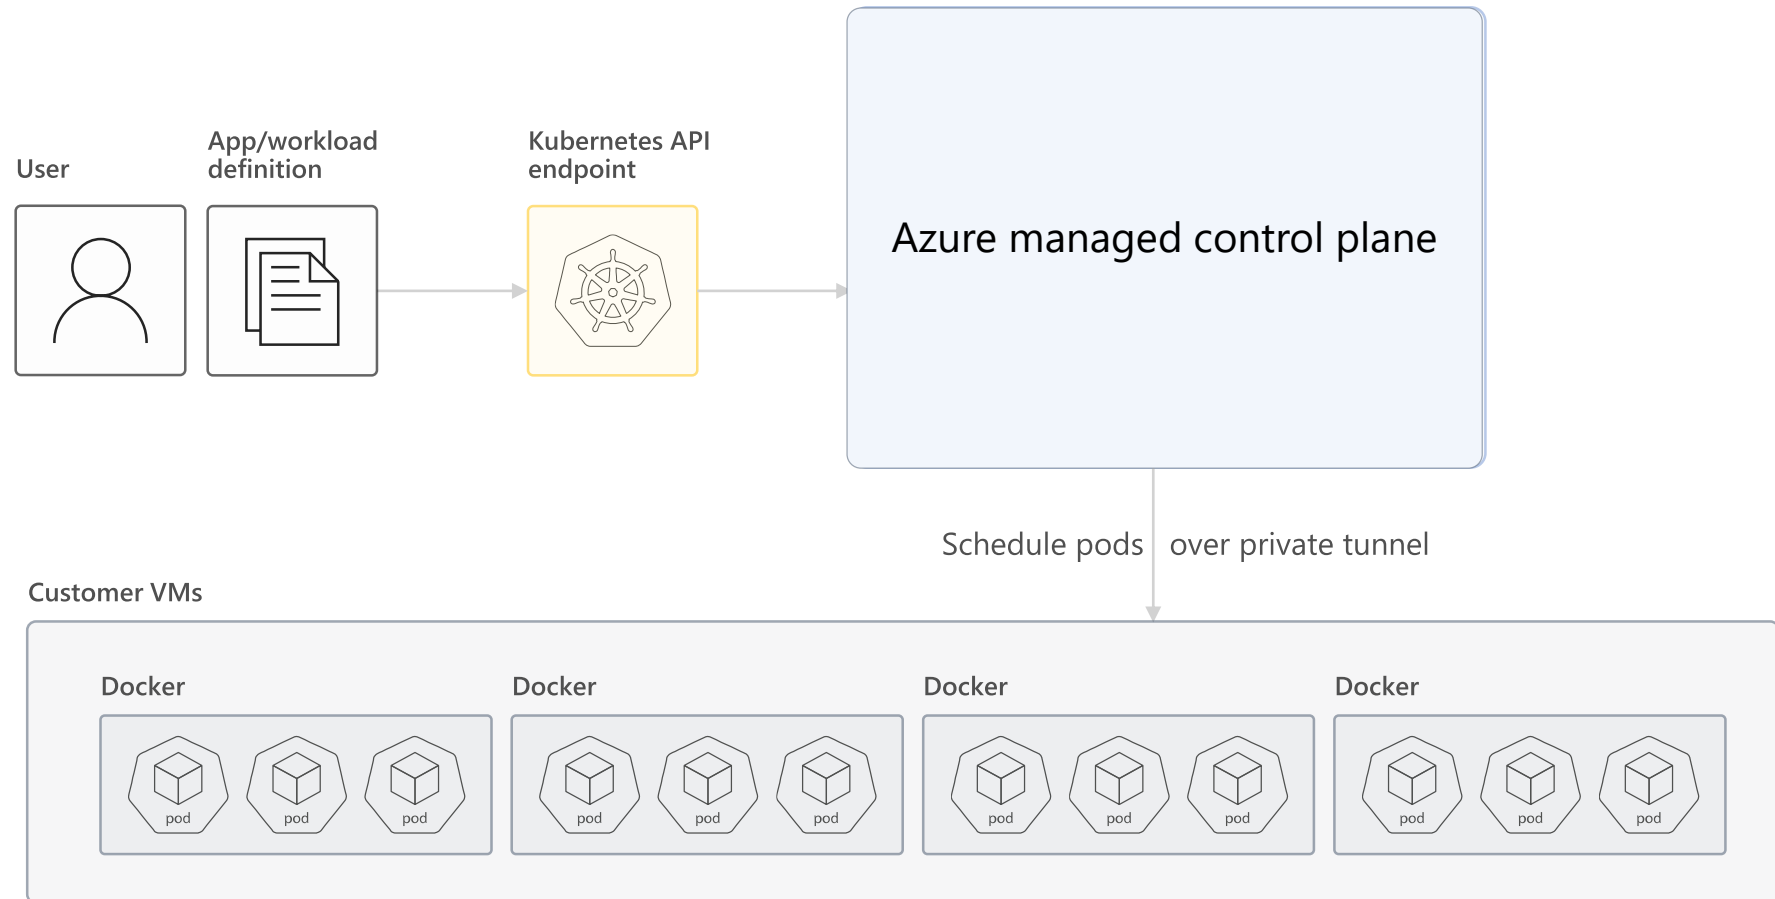 User
App/workload
definition
Kubernetes API
endpoint
Azure managed control plane
Schedule pods over private tunnel
Customer VMs
Docker
pod pod pod
Docker
pod pod pod
Docker
pod pod pod
Docker
pod pod pod